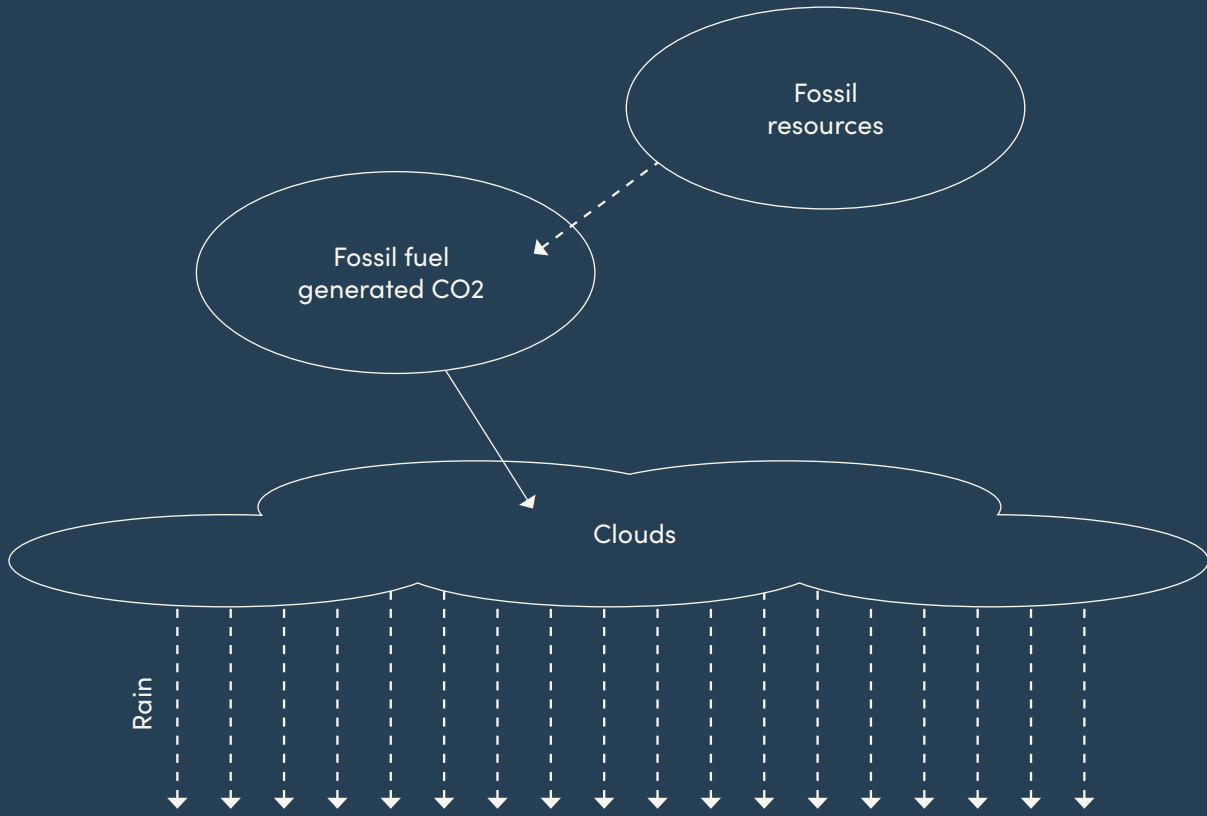 Fossil
resources
Fossil fuel
generated CO2
Clouds
Rain